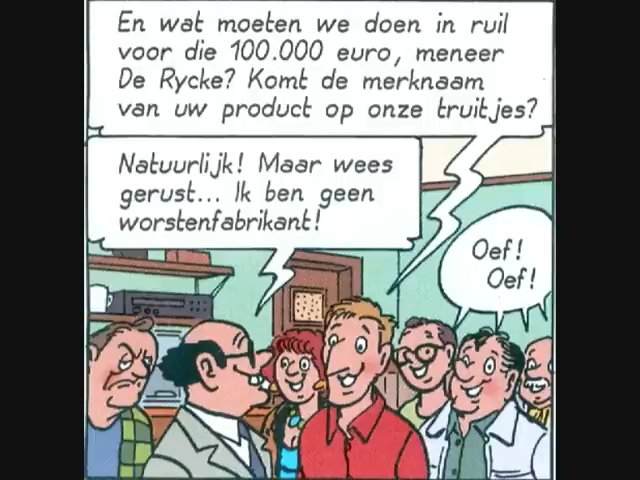 En wat moeten we doen in ruil
voor die 100.000 euro, meneer
De Rycke? Komt de merknaam
van uw product op onze truitjes?
Natuurlijk! Maar wees
gerust... Ik ben geen
worstenfabrikant!
Oef!
Oef!